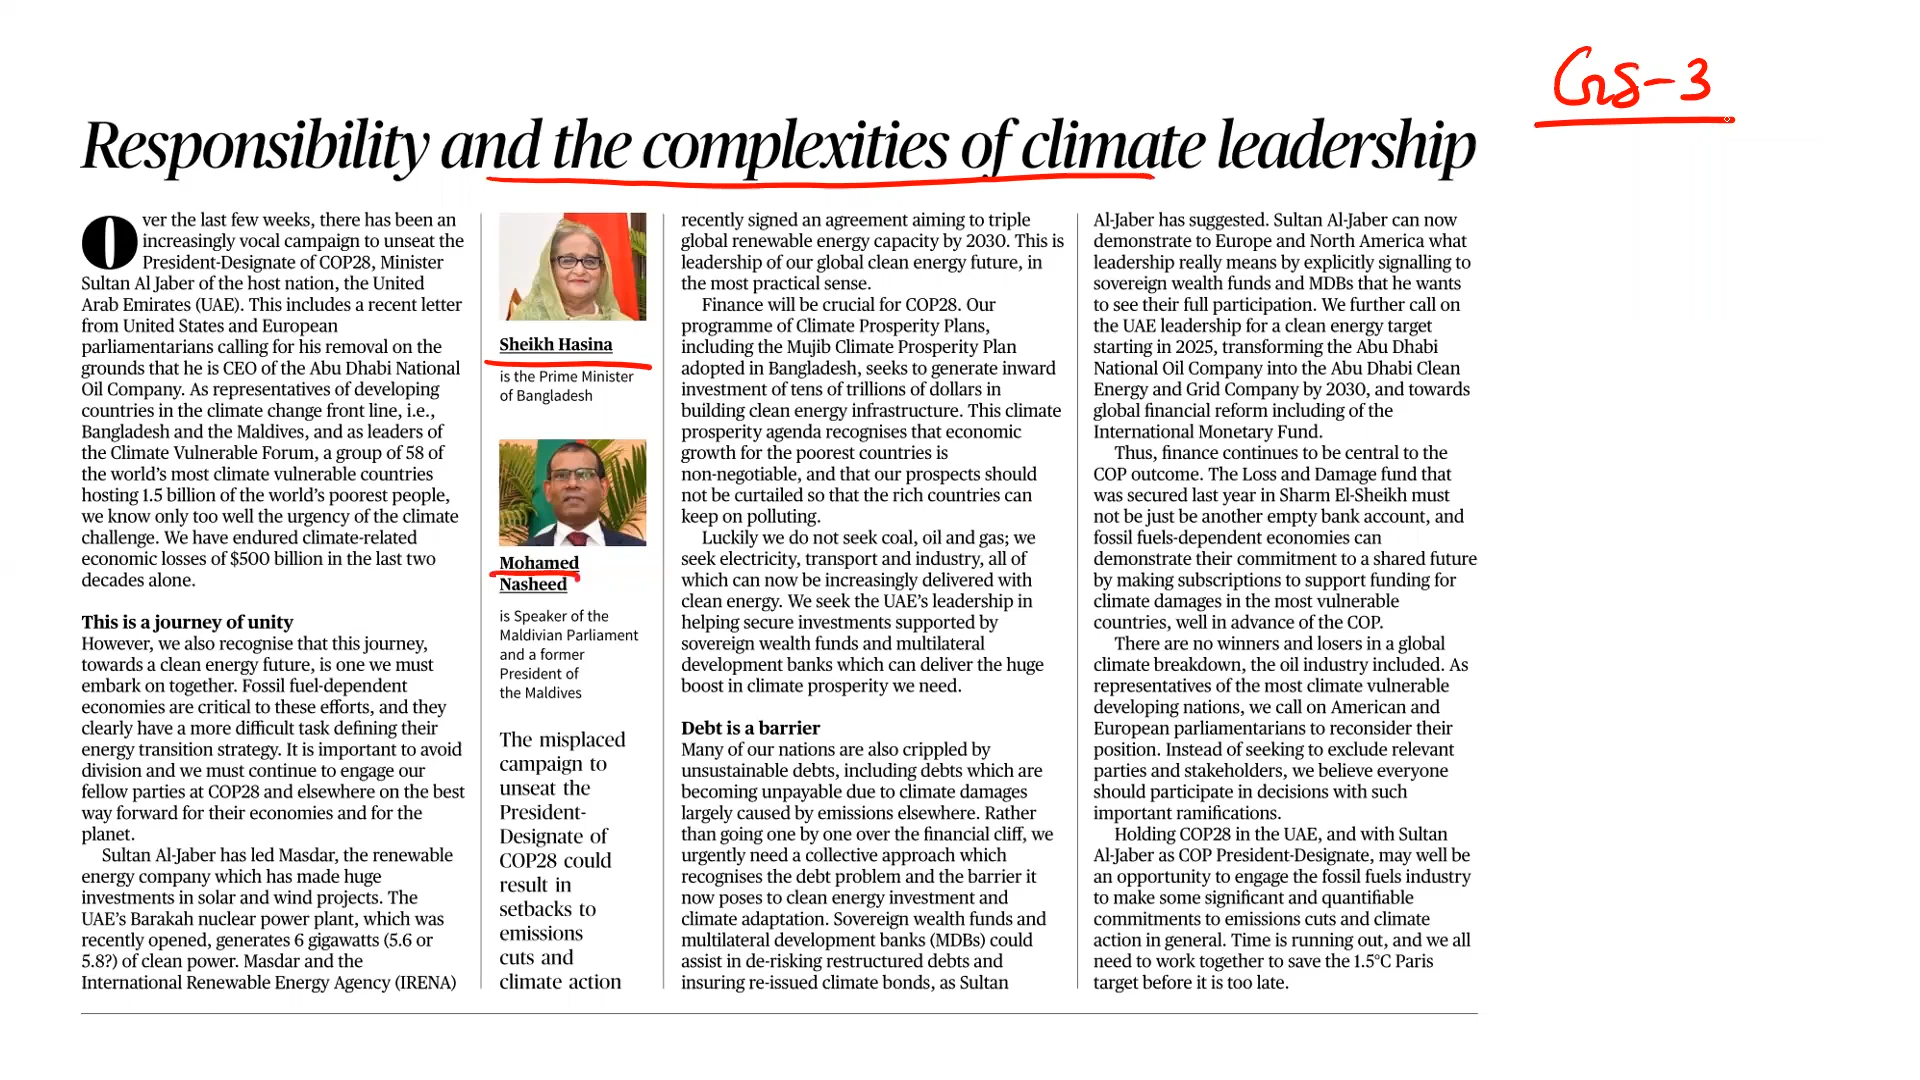 GS-3
Responsibility and the complexities of climate leadership
Over the last few weeks, there has been an
increasingly vocal campaign to unseat the
President-Designate of COP28, Minister
Sultan Al Jaber of the host nation, the United
Arab Emirates (UAE). This includes a recent letter
from United States and European
parliamentarians calling for his removal on the
grounds that he is CEO of the Abu Dhabi National
Oil Company. As representatives of developing
countries in the climate change front line, i.e.,
Bangladesh and the Maldives, and as leaders of
the Climate Vulnerable Forum, a group of 58 of
the world's most climate vulnerable countries
hosting 1.5 billion of the world's poorest people,
we know only too well the urgency of the climate
challenge. We have endured climate-related
economic losses of $500 billion in the last two
decades alone.
This is a journey of unity
However, we also recognise that this journey,
towards a clean energy future, is one we must
embark on together. Fossil fuel-dependent
economies are critical to these efforts, and they
clearly have a more difficult task defining their
energy transition strategy. It is important to avoid
division and we must continue to engage our
fellow parties at COP28 and elsewhere on the best
way forward for their economies and for the
planet.
Sultan Al-Jaber has led Masdar, the renewable
energy company which has made huge
investments in solar and wind projects. The
UAE's Barakah nuclear power plant, which was
recently opened, generates 6 gigawatts (5.6 or
5.8?) of clean power. Masdar and the
International Renewable Energy Agency (IRENA)
Sheikh Hasina
is the Prime Minister
of Bangladesh
Mohamed
Nasheed
is Speaker of the
Maldivian Parliament
and a former
President of
the Maldives
The misplaced
campaign to
unseat the
President-
Designate of
COP28 could
result in
setbacks to
emissions
cuts and
climate action
recently signed an agreement aiming to triple
global renewable energy capacity by 2030. This is
leadership of our global clean energy future, in
the most practical sense.
Finance will be crucial for COP28. Our
programme of Climate Prosperity Plans,
including the Mujib Climate Prosperity Plan
adopted in Bangladesh, seeks to generate inward
investment of tens of trillions of dollars in
building clean energy infrastructure. This climate
prosperity agenda recognises that economic
growth for the poorest countries is
non-negotiable, and that our prospects should
not be curtailed so that the rich countries can
keep on polluting.
Luckily we do not seek coal, oil and gas; we
seek electricity, transport and industry, all of
which can now be increasingly delivered with
clean energy. We seek the UAE's leadership in
helping secure investments supported by
sovereign wealth funds and multilateral
development banks which can deliver the huge
boost in climate prosperity we need.
Debt is a barrier
Many of our nations are also crippled by
unsustainable debts, including debts which are
becoming unpayable due to climate damages
largely caused by emissions elsewhere. Rather
than going one by one over the financial cliff, we
urgently need a collective approach which
recognises the debt problem and the barrier it
now poses to clean energy investment and
climate adaptation. Sovereign wealth funds and
multilateral development banks (MDBs) could
assist in de-risking restructured debts and
insuring re-issued climate bonds, as Sultan
Al-Jaber has suggested. Sultan Al-Jaber can now
demonstrate to Europe and North America what
leadership really means by explicitly signalling to
sovereign wealth funds and MDBs that he wants
to see their full participation. We further call on
the UAE leadership for a clean energy target
starting in 2025, transforming the Abu Dhabi
National Oil Company into the Abu Dhabi Clean
Energy and Grid Company by 2030, and towards
global financial reform including of the
International Monetary Fund.
Thus, finance continues to be central to the
COP outcome. The Loss and Damage fund that
was secured last year in Sharm El-Sheikh must
not be just be another empty bank account, and
fossil fuels-dependent economies can
demonstrate their commitment to a shared future
by making subscriptions to support funding for
climate damages in the most vulnerable
countries, well in advance of the COP.
There are no winners and losers in a global
climate breakdown, the oil industry included. As
representatives of the most climate vulnerable
developing nations, we call on American and
European parliamentarians to reconsider their
position. Instead of seeking to exclude relevant
parties and stakeholders, we believe everyone
should participate in decisions with such
important ramifications.
Holding COP28 in the UAE, and with Sultan
Al-Jaber as COP President-Designate, may well be
an opportunity to engage the fossil fuels industry
to make some significant and quantifiable
commitments to emissions cuts and climate
action in general. Time is running out, and we all
need to work together to save the 1.5°C Paris
target before it is too late.